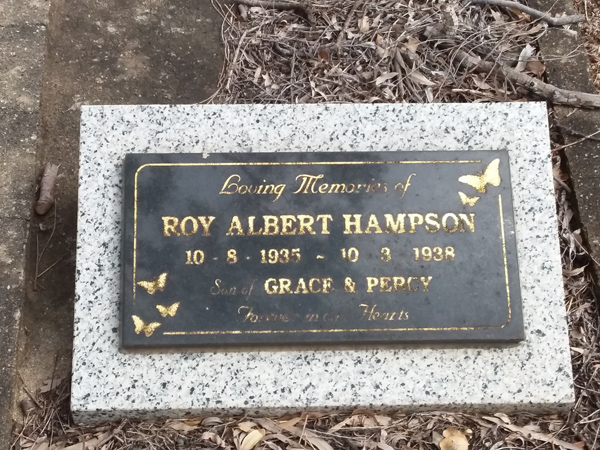 Loving Memories of
ROY ALBERT HAMPSON
10 - 8 - 1935 ~ 10 - 3 - 1938
Son of GRACE & PERCY
Forever in our Hearts